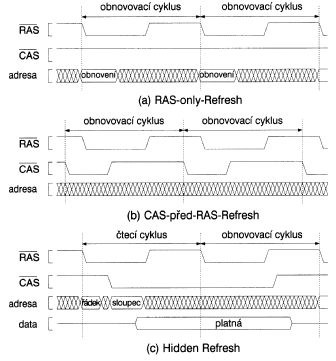 obnovovací cyklus obnovovací cyklus
RAS
CAS
adresa obnovení obnovení
(a) RAS-only-Refresh
obnovovací cyklus obnovovací cyklus
RAS
CAS
adresa
(b) CAS-před-RAS-Refresh
čtecí cyklus obnovovací cyklus
RAS
CAS
adresa řádek sloupec
data platná
(c) Hidden Refresh